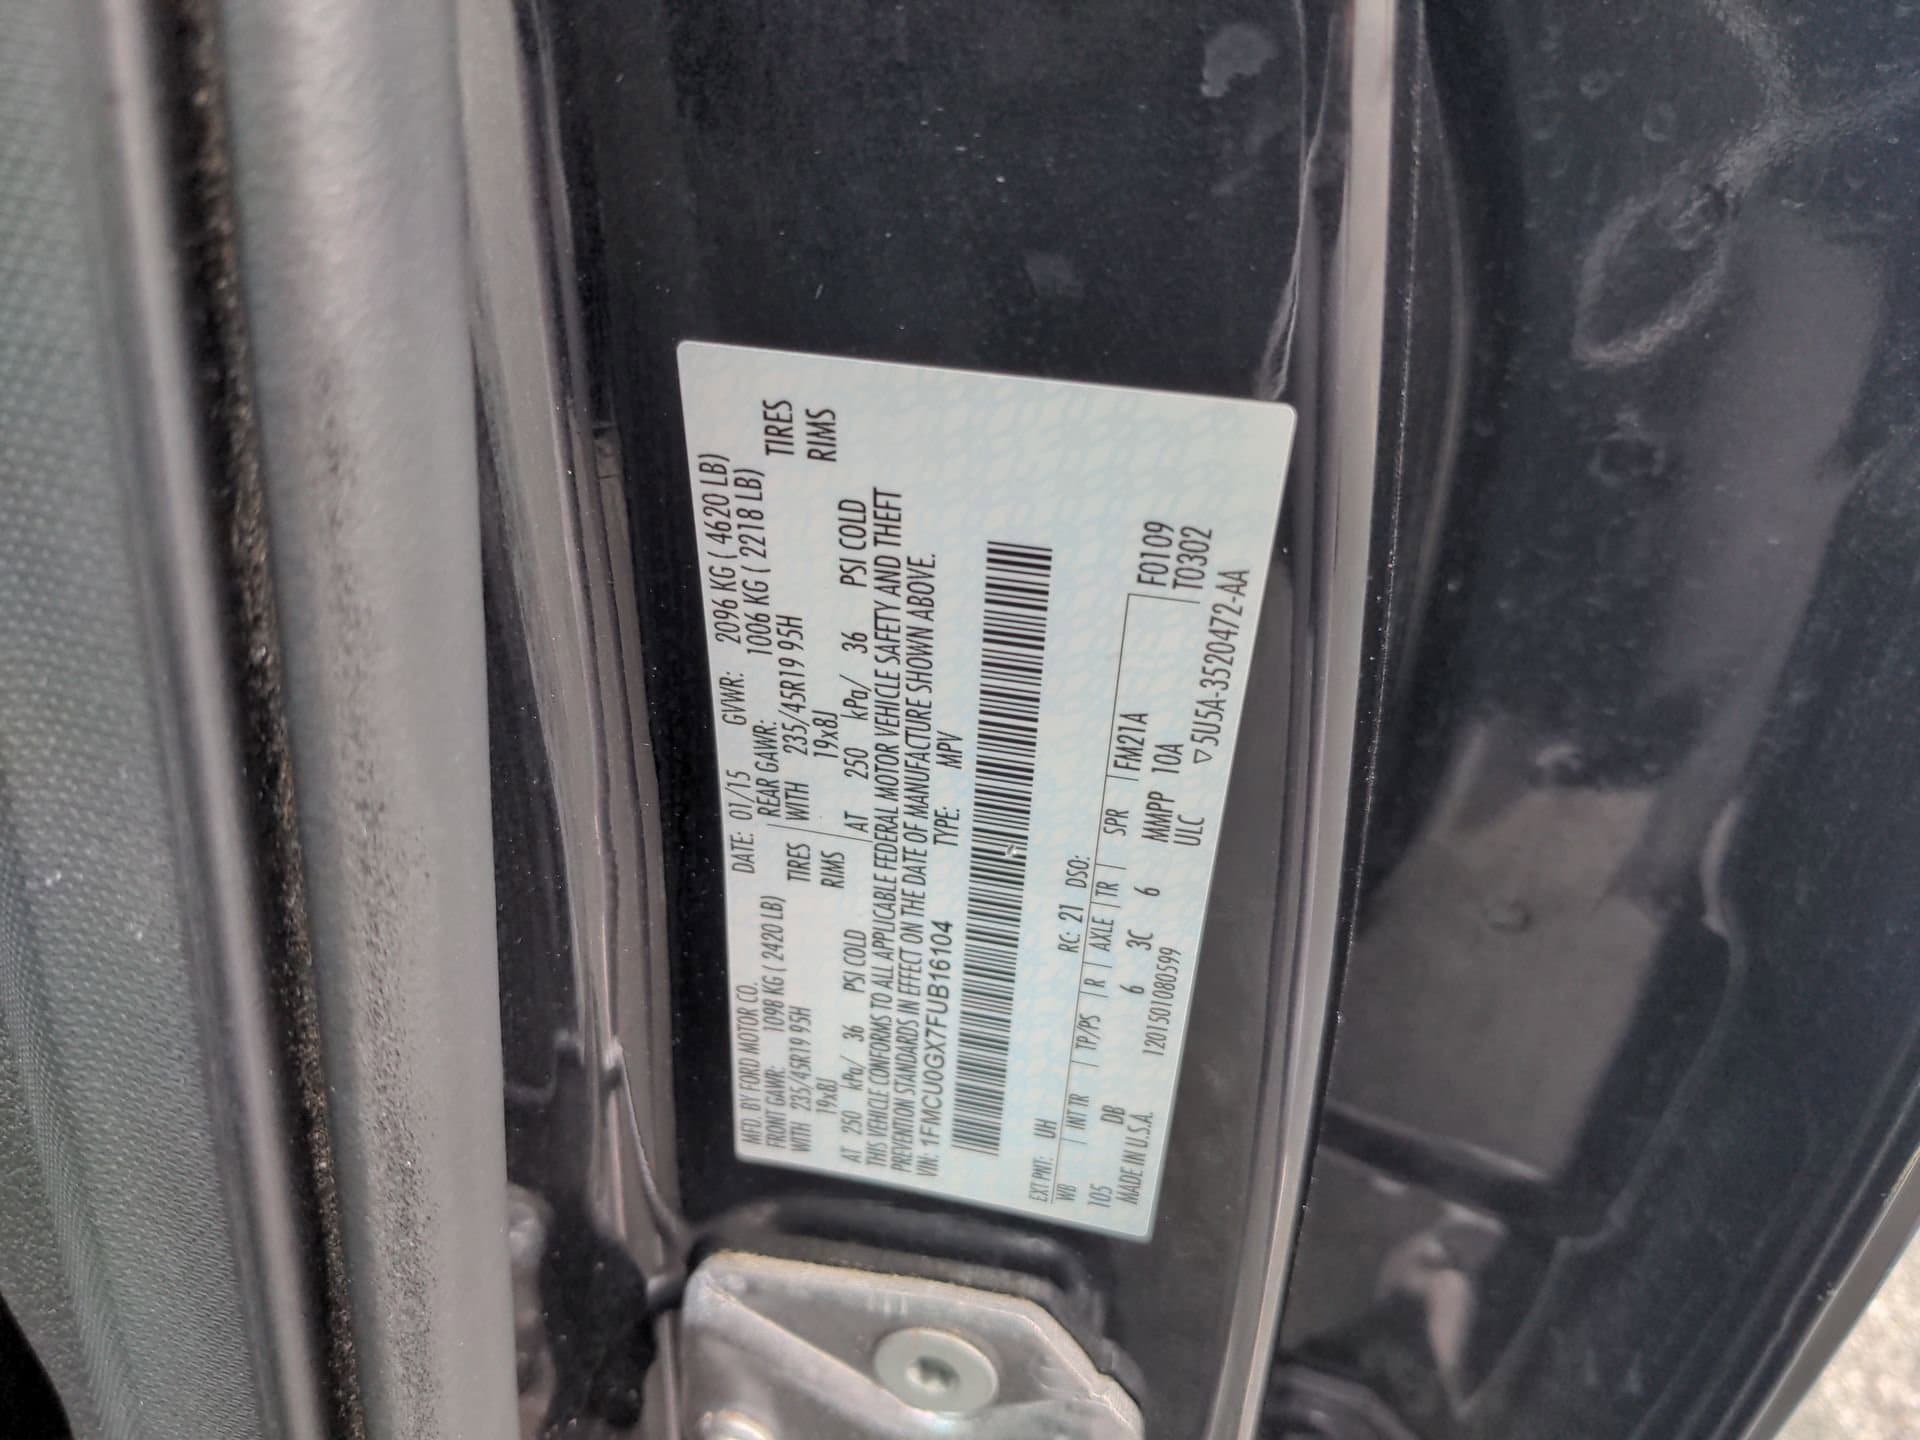 MFD. BY FORD MOTOR CO. DATE: 01/15 GVWR: 2096 KG ( 4620 LB)
FRONT GAWR: 1098 KG ( 2420 LB) REAR GAWR: 1006 KG ( 2218 LB)
WITH 235/45R19 95H TIRES WITH 235/45R19 95H TIRES
19x8J RIMS 19x8J RIMS
AT 250 kPa/ 36 PSI COLD AT 250 kPa/ 36 PSI COLD
THIS VEHICLE CONFORMS TO ALL APPLICABLE FEDERAL MOTOR VEHICLE SAFETY AND THEFT
PREVENTION STANDARDS IN EFFECT ON THE DATE OF MANUFACTURE SHOWN ABOVE.
VIN: 1FMCU0GX7FUB16104 TYPE: MPV
EXT PNT: UH RC: 21 DSO: F0109
WB INT TR TP/PS R AXLE TR SPR FM21A T0302
105 DB 6 3C 6 MMPP 10A
MADE IN U.S.A. 1201501080599 ULC ▽5U5A-3520472-AA